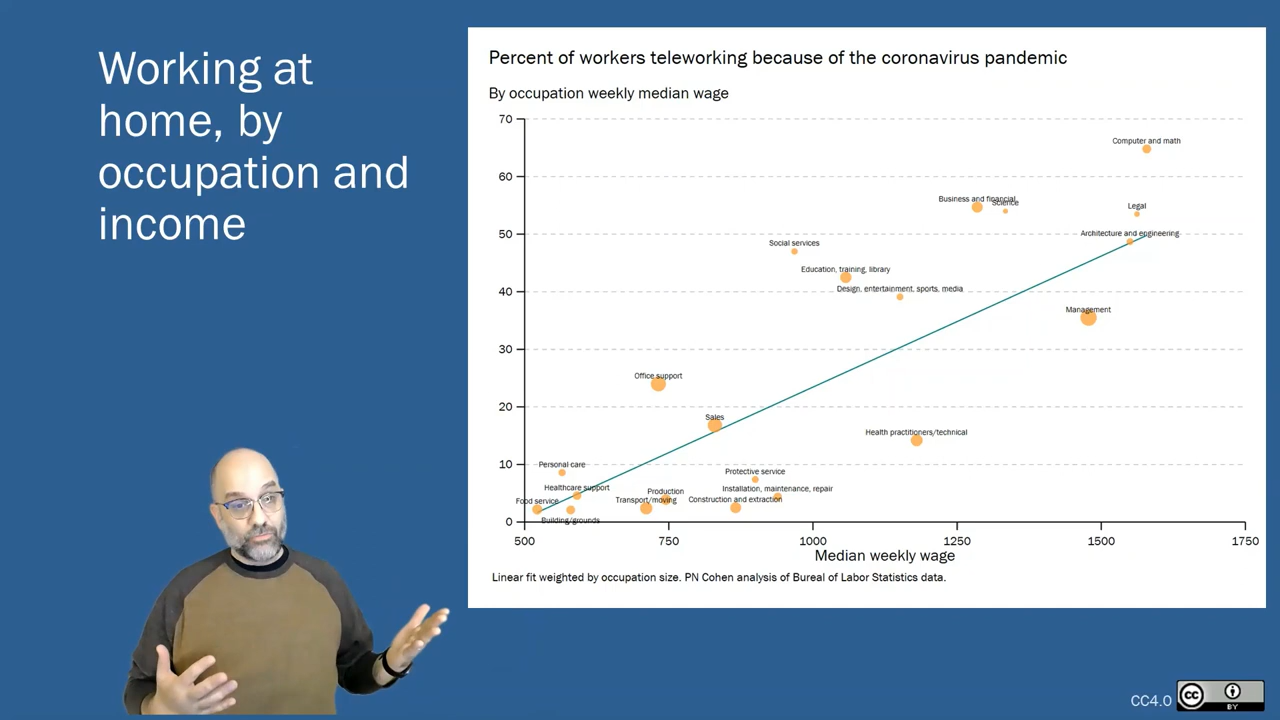 Working at
home, by
occupation and
income
Percent of workers teleworking because of the coronavirus pandemic
By occupation weekly median wage
70
60
50
40
30
20
10
0
Computer and math
Business and financial
Science
Legal
Architecture and engineering
Social services
Education, training, library
Design, entertainment, sports, media
Management
Office support
Sales
Health practitioners/technical
Personal care
Protective service
Healthcare support
Production
Installation, maintenance, repair
Food service
Transport/moving
Construction and extraction
Building/grounds
500
750
1000
1250
1500
1750
Median weekly wage
Linear fit weighted by occupation size. PN Cohen analysis of Bureal of Labor Statistics data.
CC4.0
CC
BY